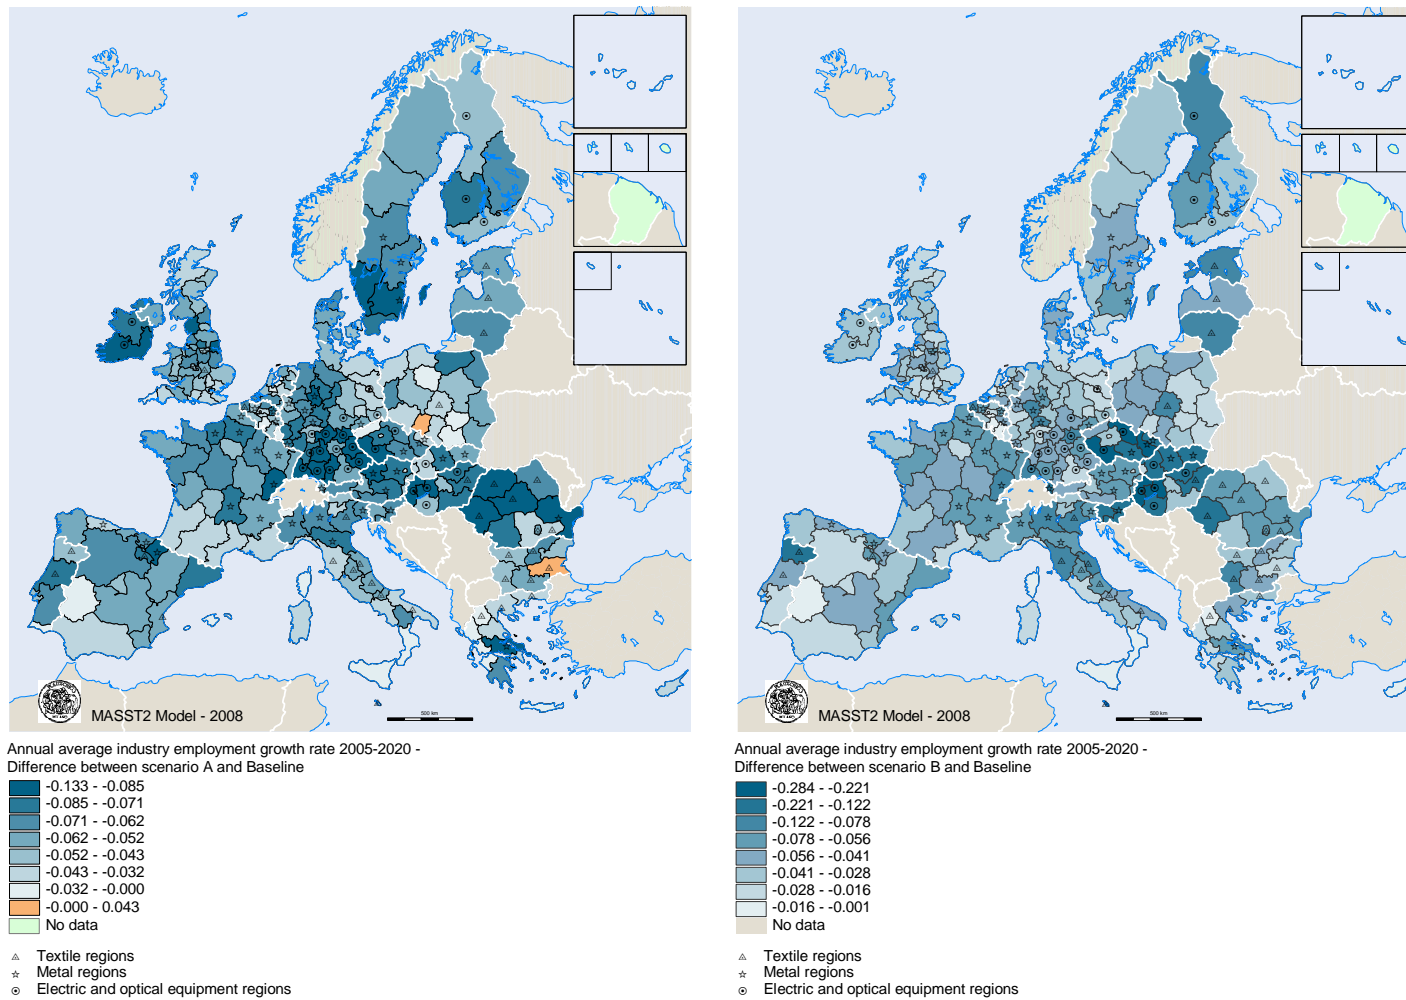 MASST2 Model - 2008
500 km
Annual average industry employment growth rate 2005-2020 -
Difference between scenario A and Baseline
-0.133 - -0.085
-0.085 - -0.071
-0.071 - -0.062
-0.062 - -0.052
-0.052 - -0.043
-0.043 - -0.032
-0.032 - -0.000
-0.000 - 0.043
No data
Textile regions
Metal regions
Electric and optical equipment regions
MASST2 Model - 2008
500 km
Annual average industry employment growth rate 2005-2020 -
Difference between scenario B and Baseline
-0.284 - -0.221
-0.221 - -0.122
-0.122 - -0.078
-0.078 - -0.056
-0.056 - -0.041
-0.041 - -0.028
-0.028 - -0.016
-0.016 - -0.001
No data
Textile regions
Metal regions
Electric and optical equipment regions